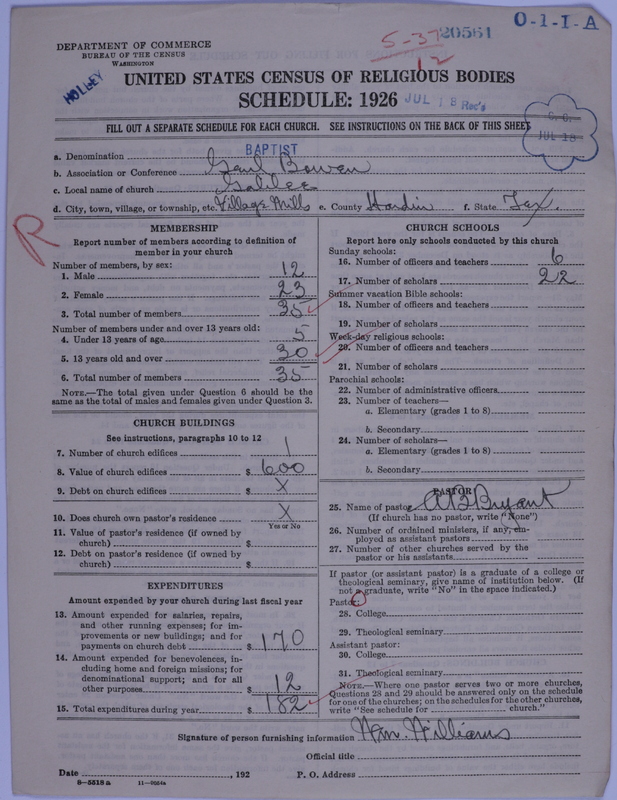 O-1-I-A
5-37 20561
12
DEPARTMENT OF COMMERCE
BUREAU OF THE CENSUS
WASHINGTON
HOLLEY
UNITED STATES CENSUS OF RELIGIOUS BODIES
SCHEDULE: 1926
JUL 18 Rec's
FILL OUT A SEPARATE SCHEDULE FOR EACH CHURCH. SEE INSTRUCTIONS ON THE BACK OF THIS SHEET
JUL 18
a. Denomination BAPTIST
b. Association or Conference Bowen
c. Local name of church Galilee
d. City, town, village, or township, etc. Village Mills e. County Hardin f. State Tex.
R
MEMBERSHIP
Report number of members according to definition of
member in your church
Number of members, by sex:
1. Male 12
2. Female 23
3. Total number of members 35
Number of members under and over 13 years old:
4. Under 13 years of age 5
5. 13 years old and over 30
6. Total number of members 35
NOTE.—The total given under Question 6 should be
same as the total of males and females given under Question 3.
CHURCH BUILDINGS
See instructions, paragraphs 10 to 12
7. Number of church edifices 1
8. Value of church edifices $ 600
9. Debt on church edifices $ X
10. Does church own pastor's residence X
Yes or No
11. Value of pastor's residence (if owned by
church) $
12. Debt on pastor's residence (if owned by
church) $
EXPENDITURES
Amount expended by your church during last fiscal year
13. Amount expended for salaries, repairs,
and other running expenses; for im-
provements or new buildings; and for
payments on church debt $ 170
14. Amount expended for benevolences, in-
cluding home and foreign missions; for
denominational support; and for all
other purposes $ 12
15. Total expenditures during year $ 182
CHURCH SCHOOLS
Report here only schools conducted by this church
Sunday schools:
16. Number of officers and teachers 6
17. Number of scholars 22
Summer vacation Bible schools:
18. Number of officers and teachers
19. Number of scholars
Week-day religious schools:
20. Number of officers and teachers
21. Number of scholars
Parochial schools:
22. Number of administrative officers
23. Number of teachers—
a. Elementary (grades 1 to 8)
b. Secondary
24. Number of scholars—
a. Elementary (grades 1 to 8)
b. Secondary
PASTOR
25. Name of pastor Bryant
(If church has no pastor, write "None")
26. Number of ordained ministers, if any, em-
ployed as assistant pastors
27. Number of other churches served by the
pastor or his assistants
If pastor (or assistant pastor) is a graduate of a college or
theological seminary, give name of institution below. (If
not a graduate, write "No" in the space indicated.)
Pastor:
28. College
29. Theological seminary
Assistant pastor:
30. College
31. Theological seminary
NOTE.—Where one pastor serves two or more churches,
Questions 28 and 29 should be answered only on the schedule
for one of the churches; on the schedules for the other churches,
write "See schedule for church."
Signature of person furnishing information Wm. Williams
Official title
Date , 192 P. O. Address
8—5518a 11—9554a